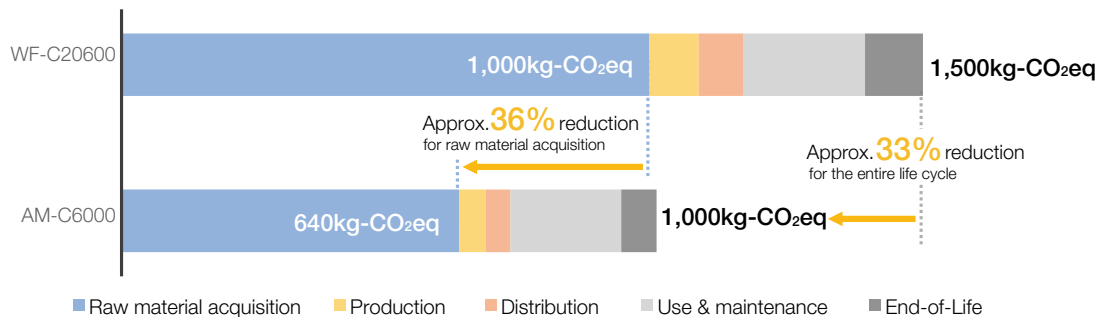 WF-C20600
1,000kg-CO₂eq
1,500kg-CO₂eq
Approx.36% reduction
for raw material acquisition
Approx.33% reduction
for the entire life cycle
AM-C6000
640kg-CO₂eq
1,000kg-CO₂eq
Raw material acquisition
Production
Distribution
Use & maintenance
End-of-Life